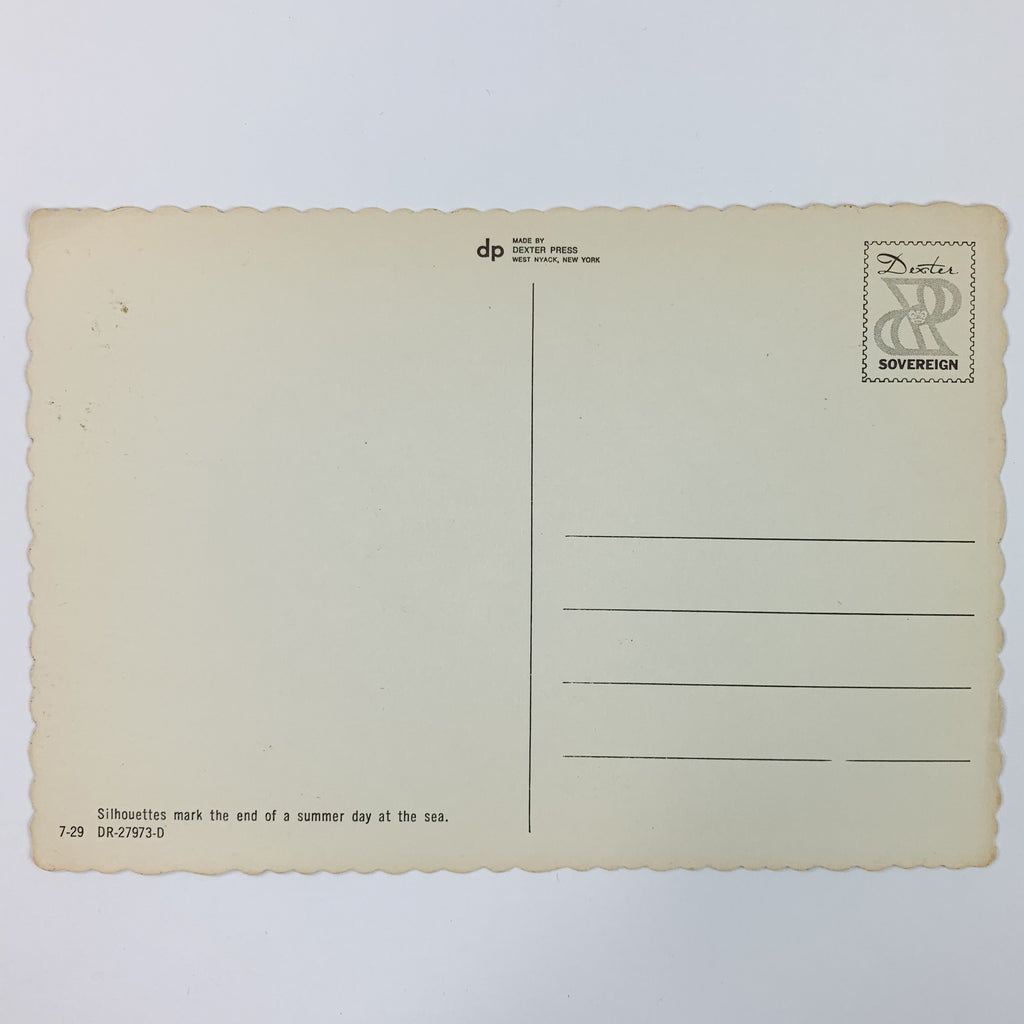 dp
MADE BY
DEXTER PRESS
WEST NYACK, NEW YORK
Dexter
SOVEREIGN
Silhouettes mark the end of a summer day at the sea.
7-29 DR-27973-D